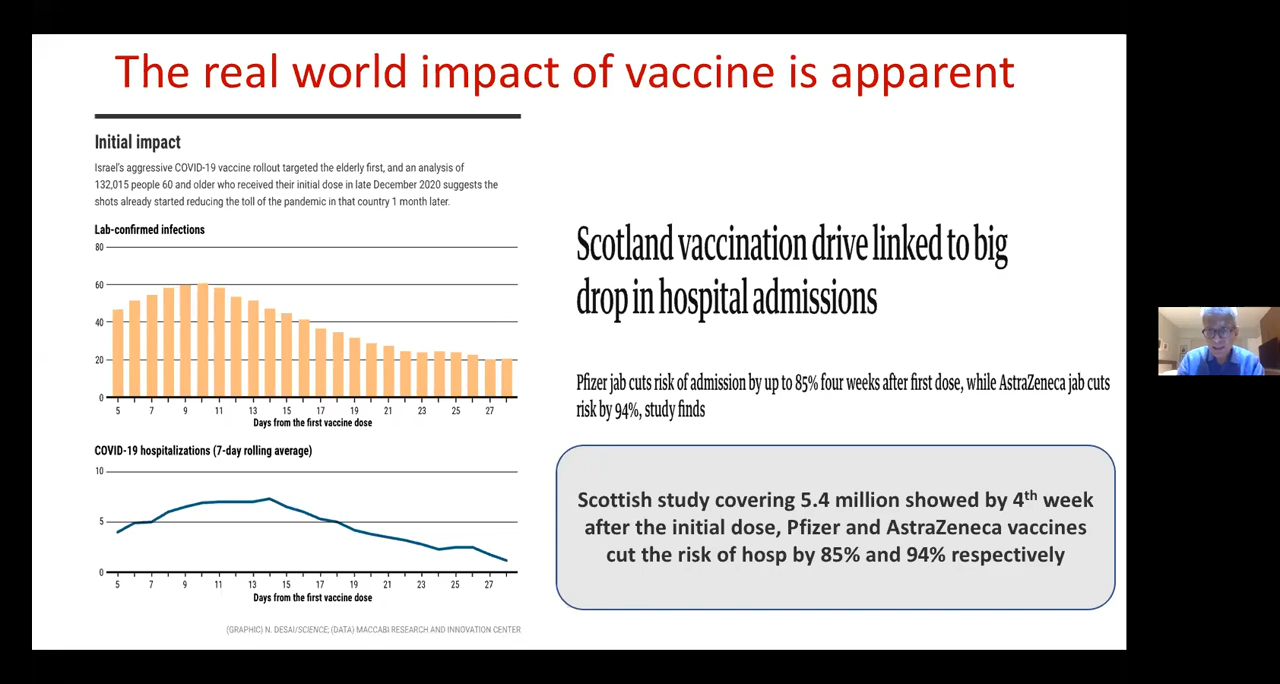 The real world impact of vaccine is apparent
Initial impact
Israel's aggressive COVID-19 vaccine rollout targeted the elderly first, and an analysis of
132,015 people 60 and older who received their initial dose in late December 2020 suggests the
shots already started reducing the toll of the pandemic in that country 1 month later.
Lab-confirmed infections
80
60
40
20
0
5 7 9 11 13 15 17 19 21 23 25 27
Days from the first vaccine dose
COVID-19 hospitalizations (7-day rolling average)
10
5
0
5 7 9 11 13 15 17 19 21 23 25 27
Days from the first vaccine dose
(GRAPHIC) N. DESAI/SCIENCE; (DATA) MACCABI RESEARCH AND INNOVATION CENTER
Scotland vaccination drive linked to big
drop in hospital admissions
Pfizer jab cuts risk of admission by up to 85% four weeks after first dose, while AstraZeneca jab cuts
risk by 94%, study finds
Scottish study covering 5.4 million showed by 4th week
after the initial dose, Pfizer and AstraZeneca vaccines
cut the risk of hosp by 85% and 94% respectively